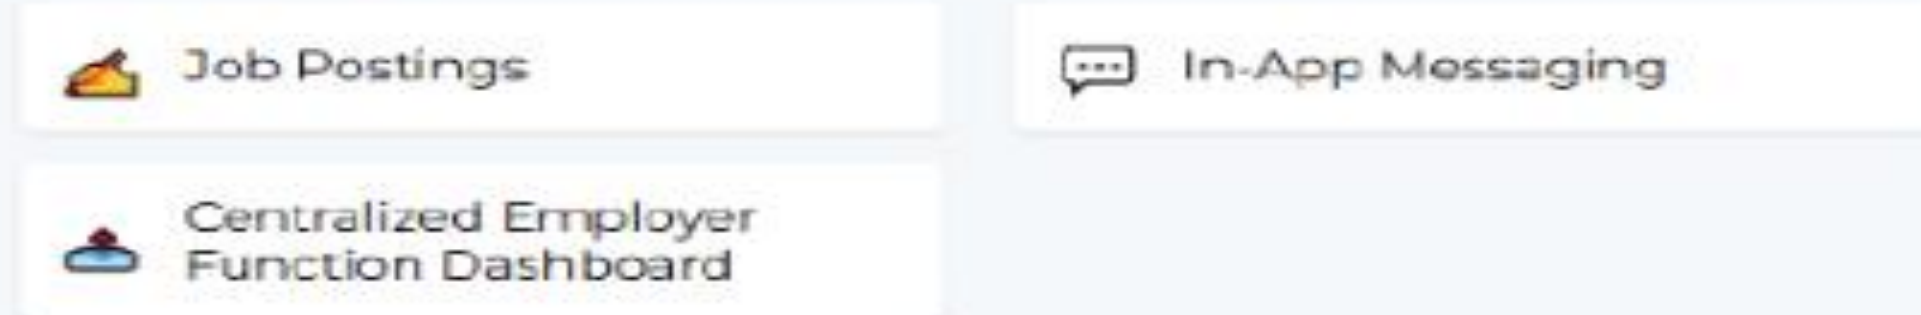 Job Postings
In-App Messaging
Centralized Employer
Function Dashboard